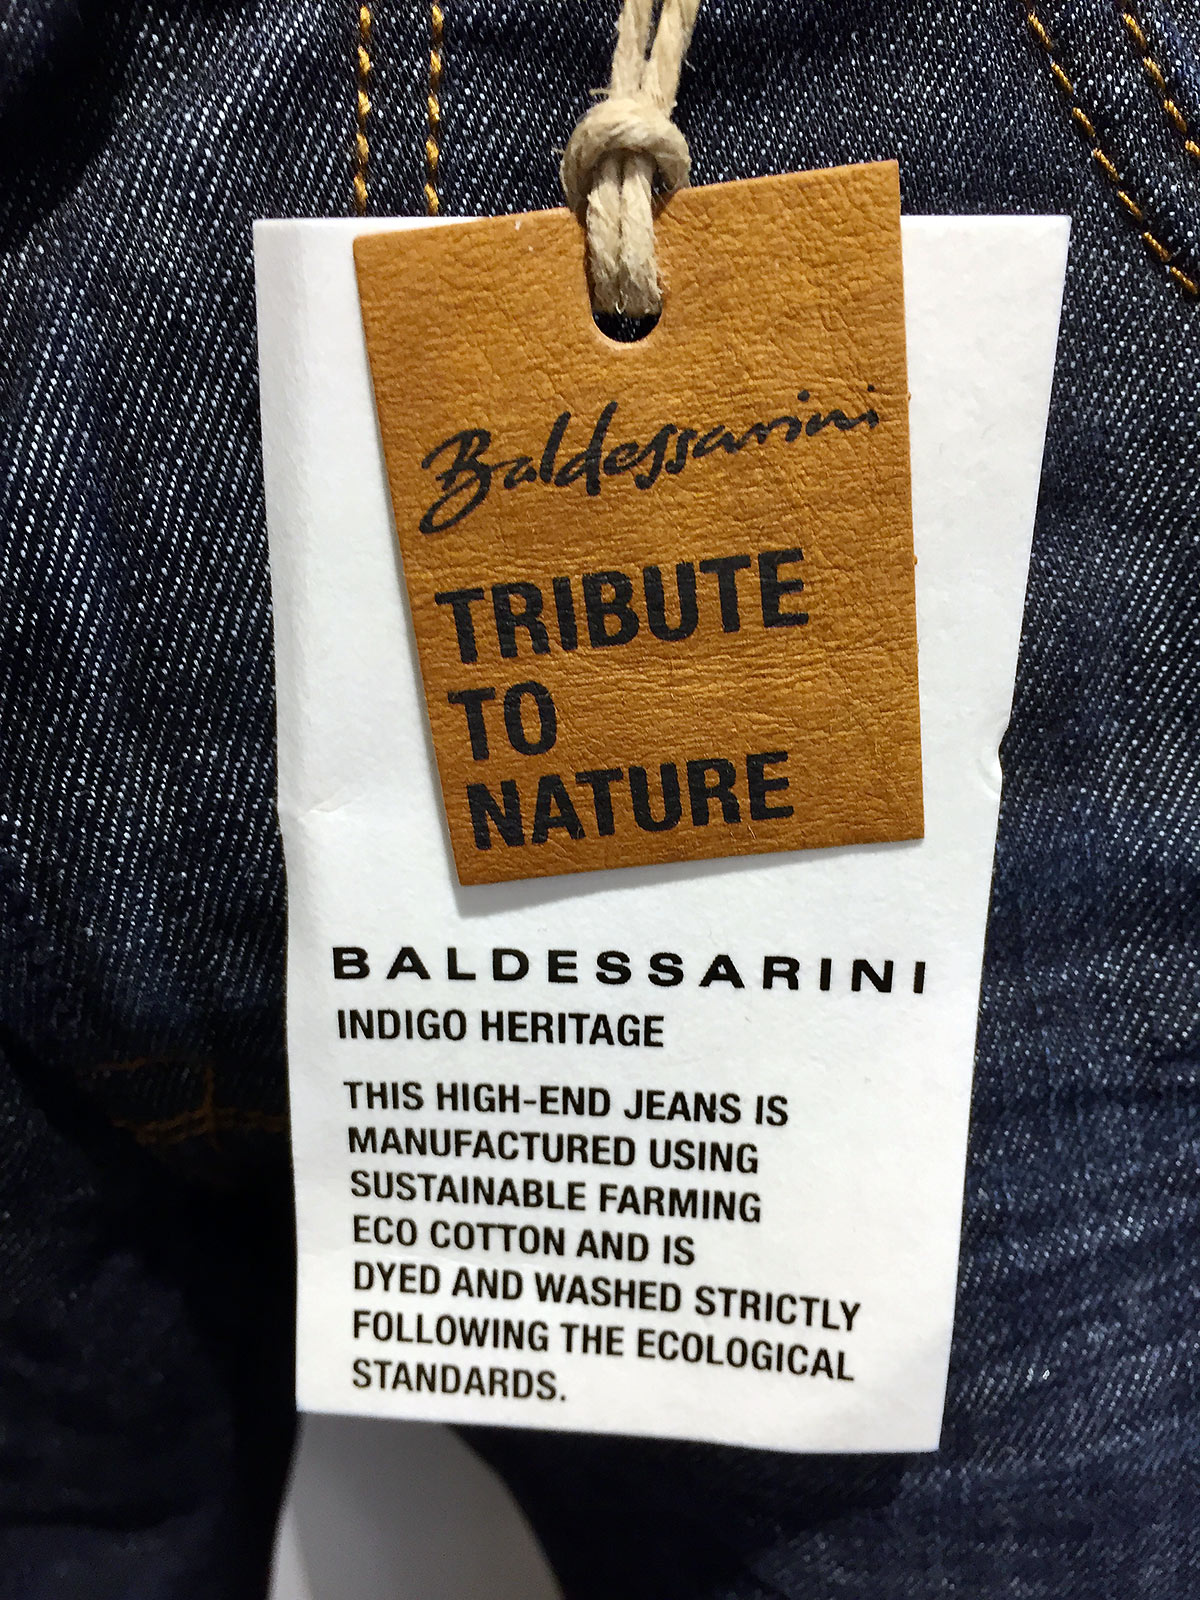 Baldessarini
TRIBUTE
TO
NATURE
BALDESSARINI
INDIGO HERITAGE
THIS HIGH-END JEANS IS
MANUFACTURED USING
SUSTAINABLE FARMING
ECO COTTON AND IS
DYED AND WASHED STRICTLY
FOLLOWING THE ECOLOGICAL
STANDARDS.